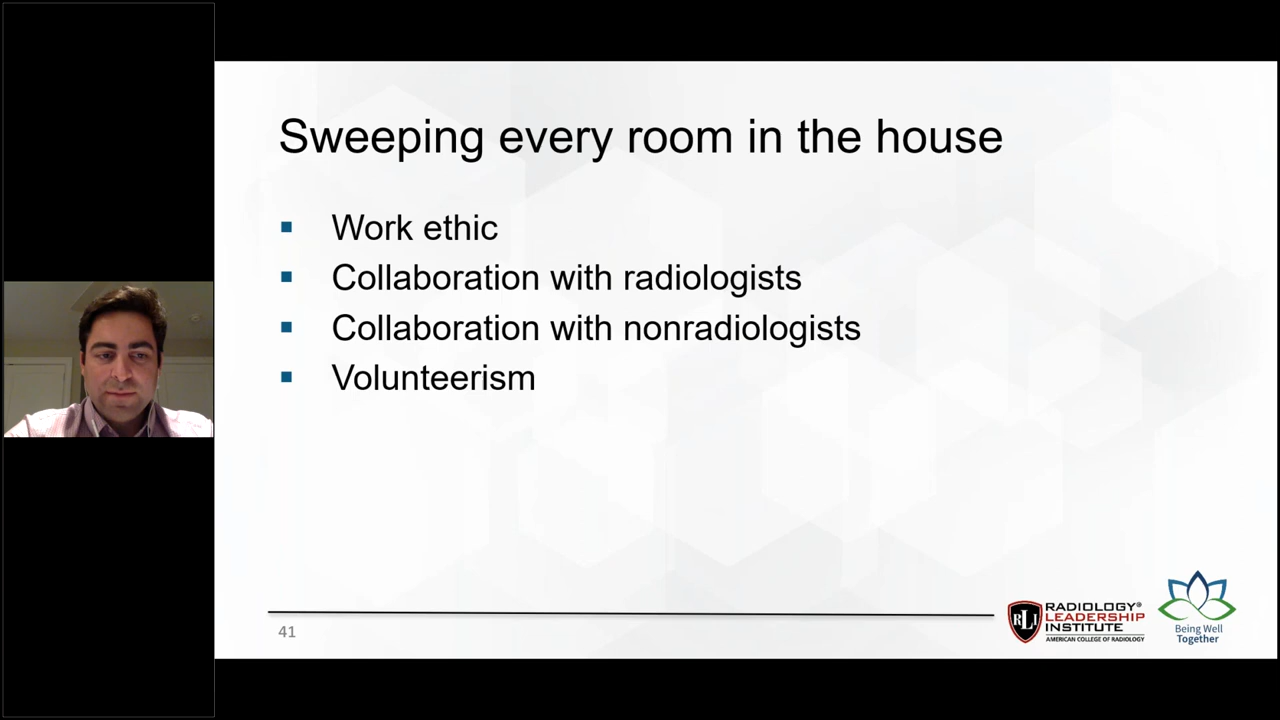 Sweeping every room in the house
▪ Work ethic
▪ Collaboration with radiologists
▪ Collaboration with nonradiologists
▪ Volunteerism
41
RLI
RADIOLOGY®
LEADERSHIP
INSTITUTE
AMERICAN COLLEGE OF RADIOLOGY
Being Well
Together